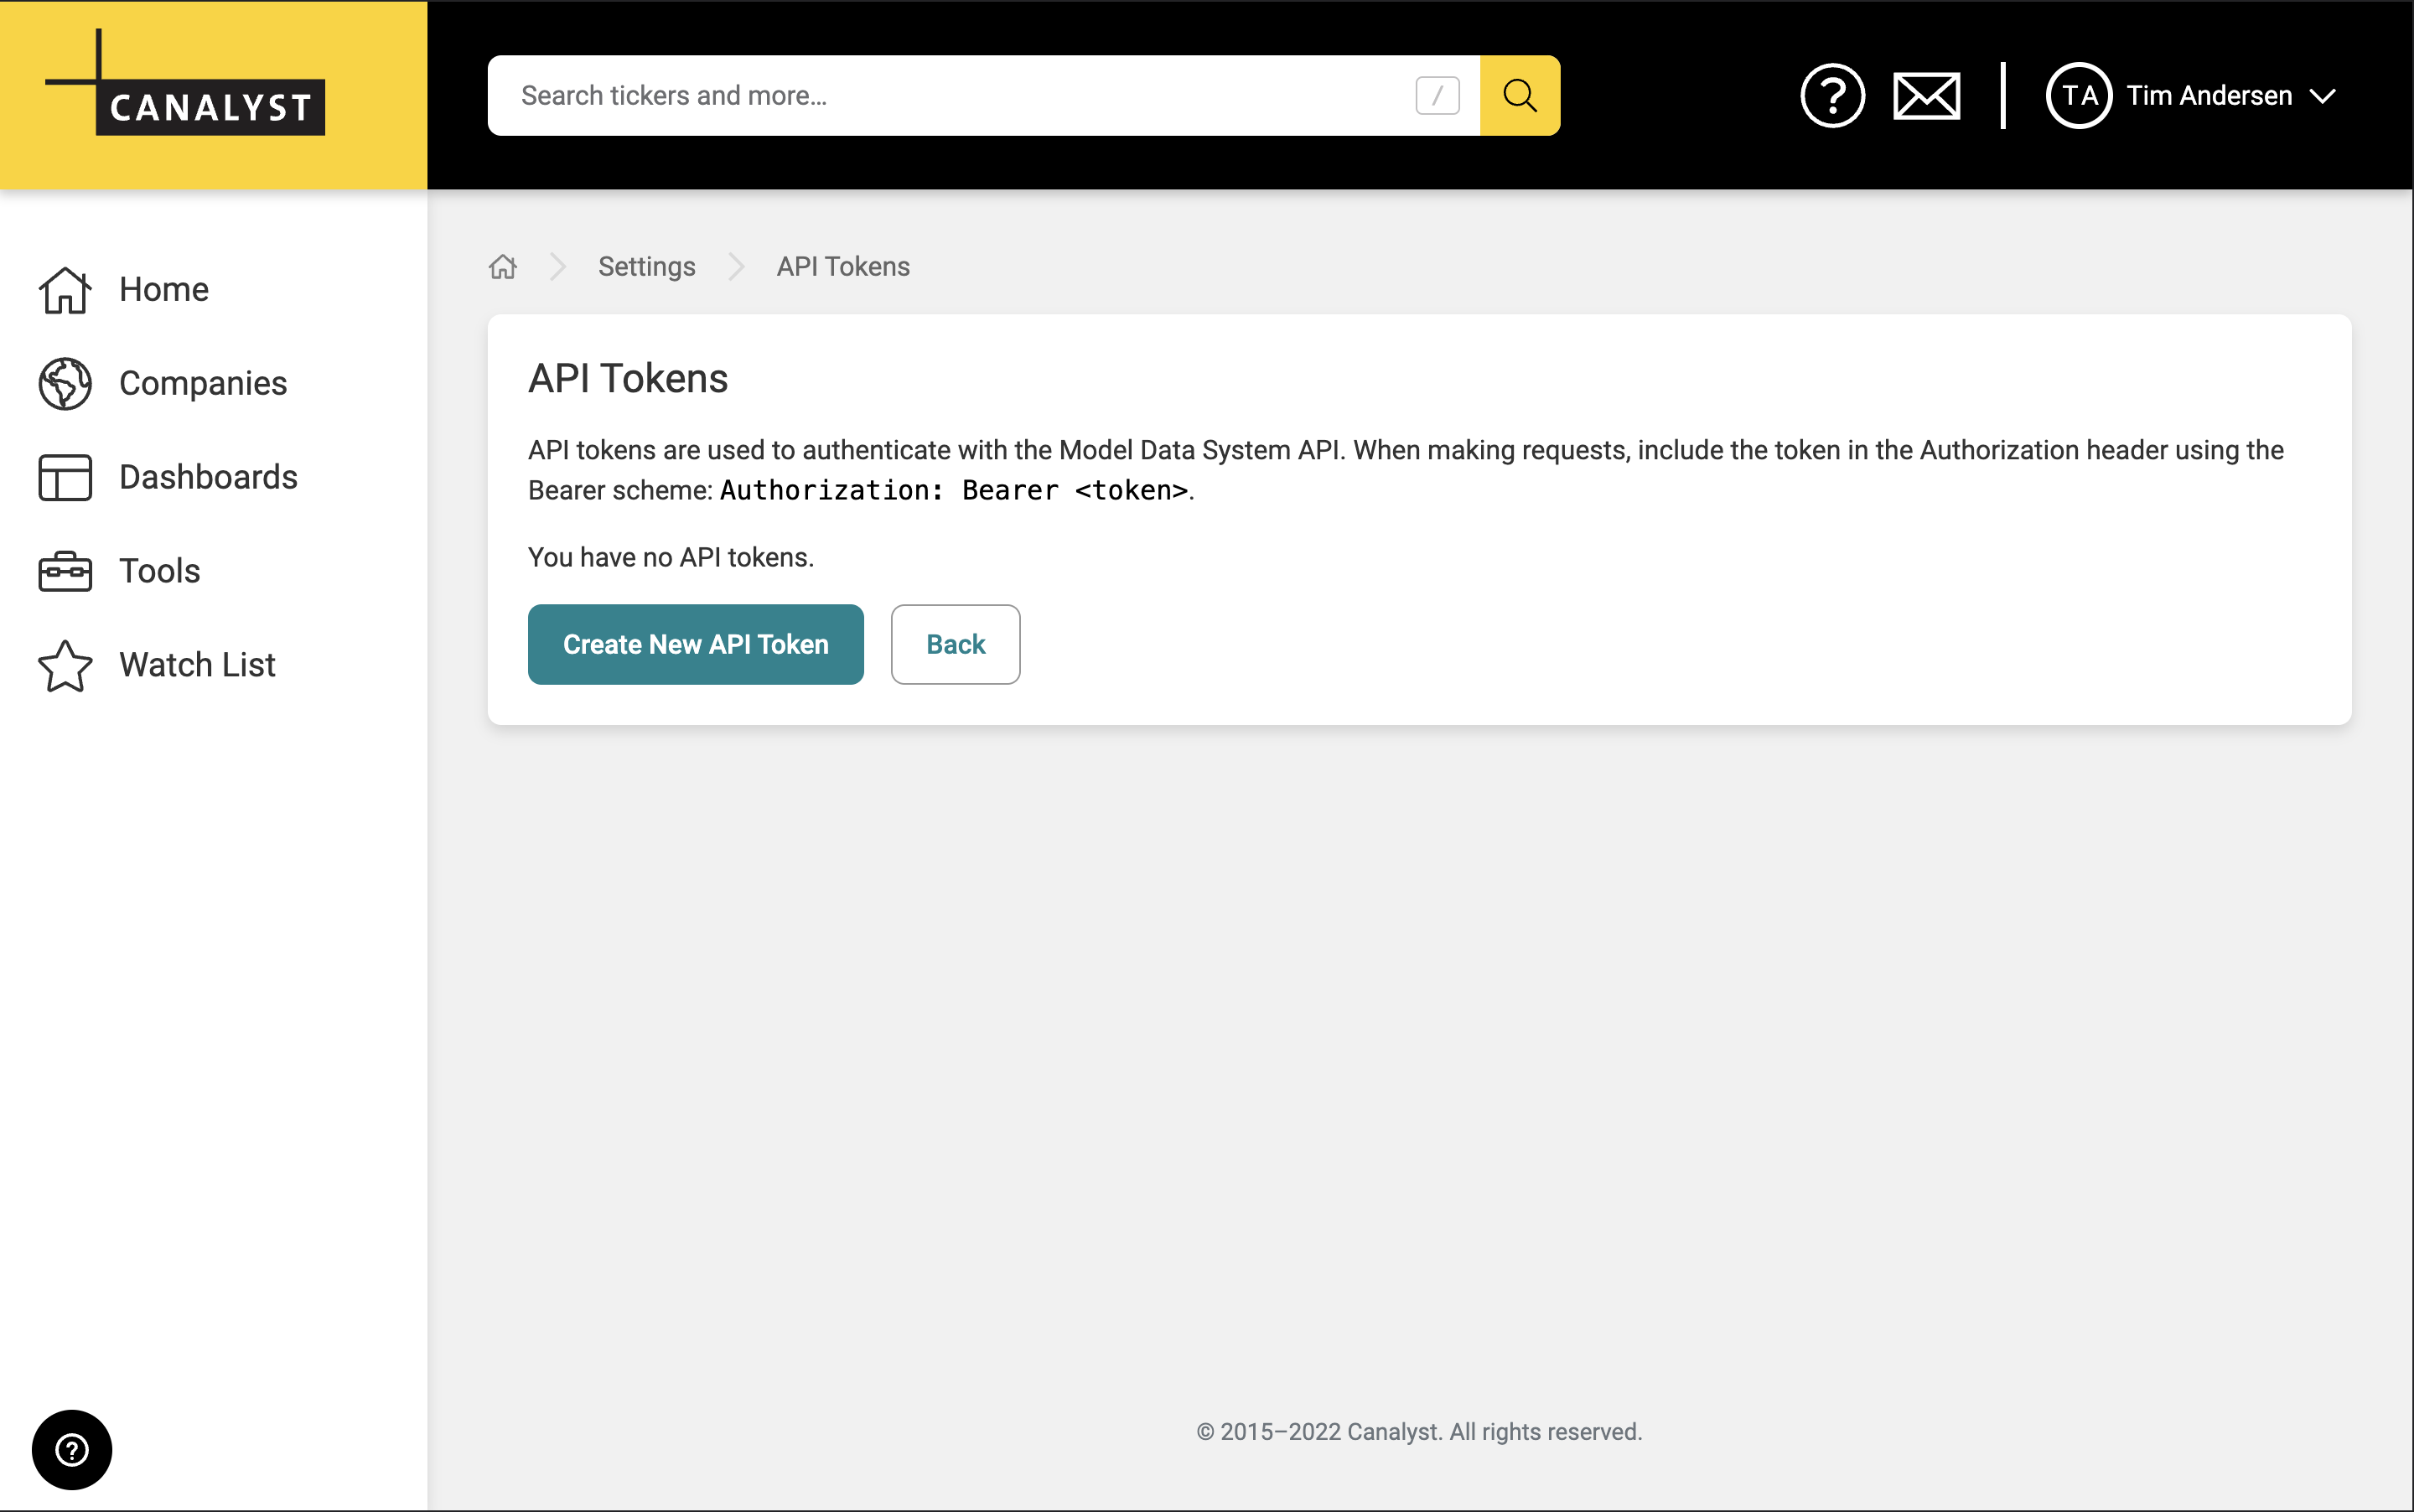 CANALYST
Search tickers and more...
/
?
TA
Tim Andersen
Home
Companies
Dashboards
Tools
Watch List
Settings
API Tokens
API Tokens
API tokens are used to authenticate with the Model Data System API. When making requests, include the token in the Authorization header using the
Bearer scheme: Authorization: Bearer <token>.
You have no API tokens.
Create New API Token
Back
© 2015–2022 Canalyst. All rights reserved.
?